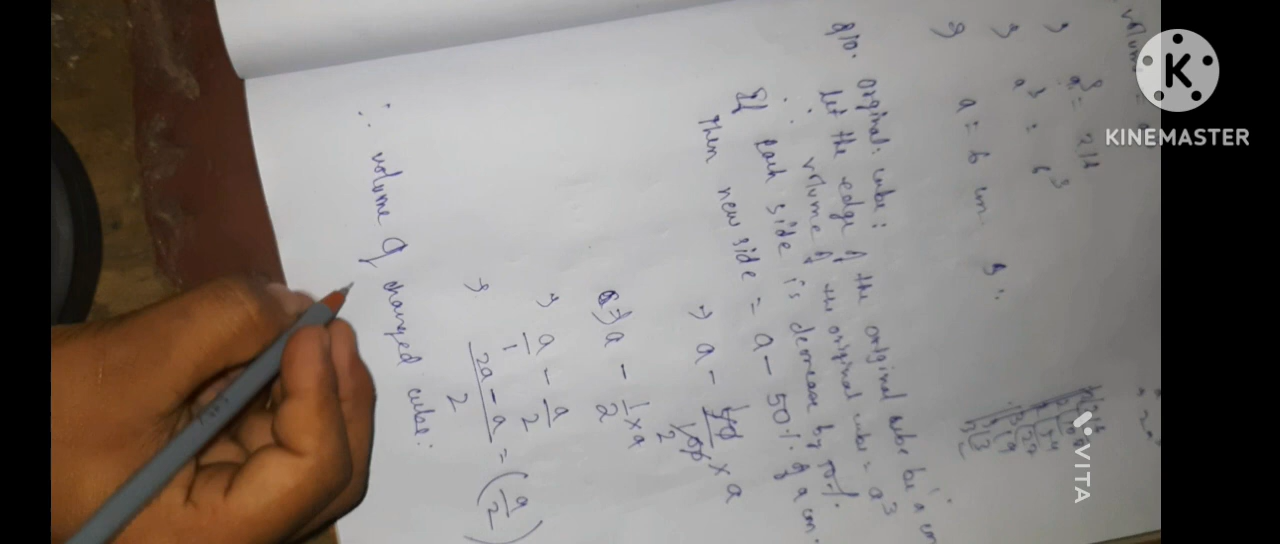 volume =
⇒ a³ = 216
⇒ a³ = 6³
⇒ a = 6 cm
Q10. Original cube:
Let the edge of the original cube be 'a' cm
∴ volume of the original cube = a³
If each side is decrease by 50%
Then new side = a - 50% of a cm.
⇒ a - 50/100 × a
⇒ a - 1/2 × a
⇒ a/1 - a/2
⇒ 2a - a/2 = (a/2)
∴ volume of changed cube:
KINEMASTER
VITA